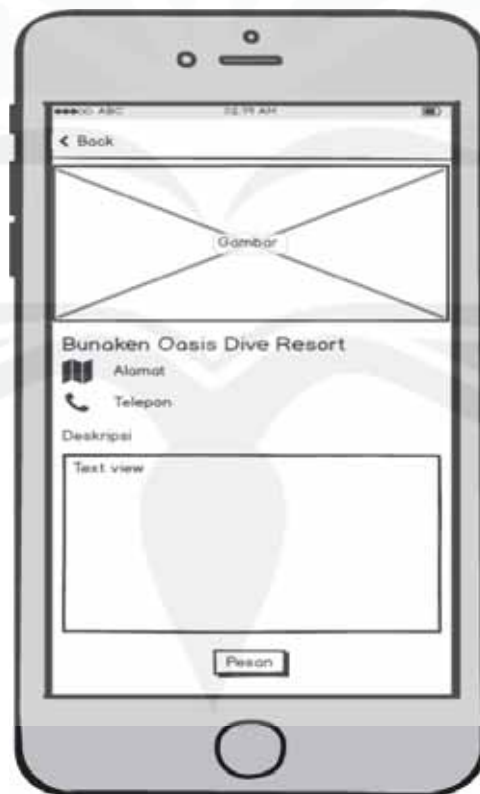 ABC
< Back
Gambar
Bunaken Oasis Dive Resort
Alamat
Telepon
Deskripsi
Text view
Pesan